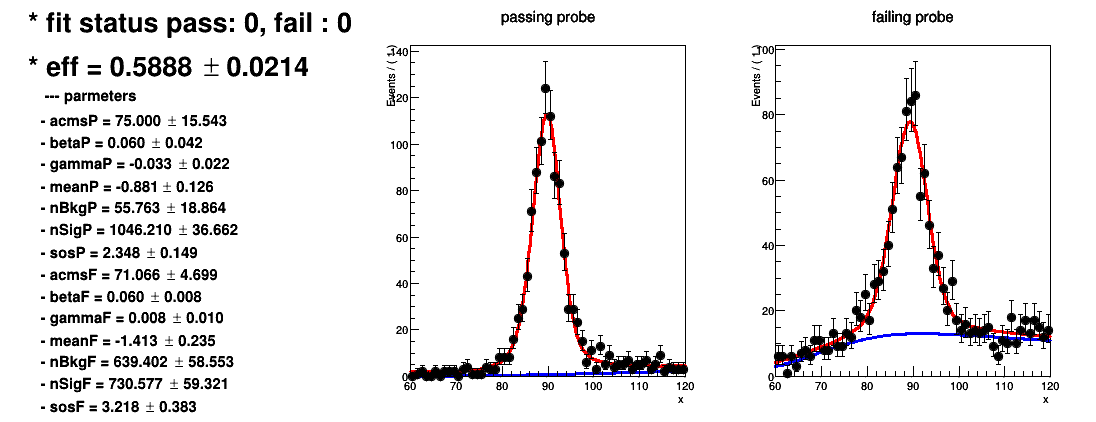 * fit status pass: 0, fail : 0
* eff = 0.5888 ± 0.0214
--- parmeters
- acmsP = 75.000 ± 15.543
- betaP = 0.060 ± 0.042
- gammaP = -0.033 ± 0.022
- meanP = -0.881 ± 0.126
- nBkgP = 55.763 ± 18.864
- nSigP = 1046.210 ± 36.662
- sosP = 2.348 ± 0.149
- acmsF = 71.066 ± 4.699
- betaF = 0.060 ± 0.008
- gammaF = 0.008 ± 0.010
- meanF = -1.413 ± 0.235
- nBkgF = 639.402 ± 58.553
- nSigF = 730.577 ± 59.321
- sosF = 3.218 ± 0.383
passing probe
Events / ( 1 )
140
120
100
80
60
40
20
0
60 70 80 90 100 110 120
x
failing probe
Events / ( 1 )
100
80
60
40
20
0
60 70 80 90 100 110 120
x